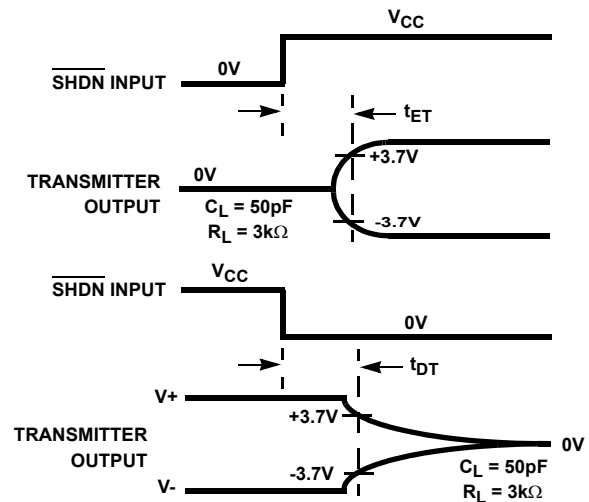 V_CC
0V
SHDN INPUT
t_ET
+3.7V
0V
TRANSMITTER
OUTPUT
C_L = 50pF
R_L = 3kΩ
-3.7V
V_CC
SHDN INPUT
0V
t_DT
V+
+3.7V
TRANSMITTER
OUTPUT
0V
-3.7V
C_L = 50pF
R_L = 3kΩ
V-